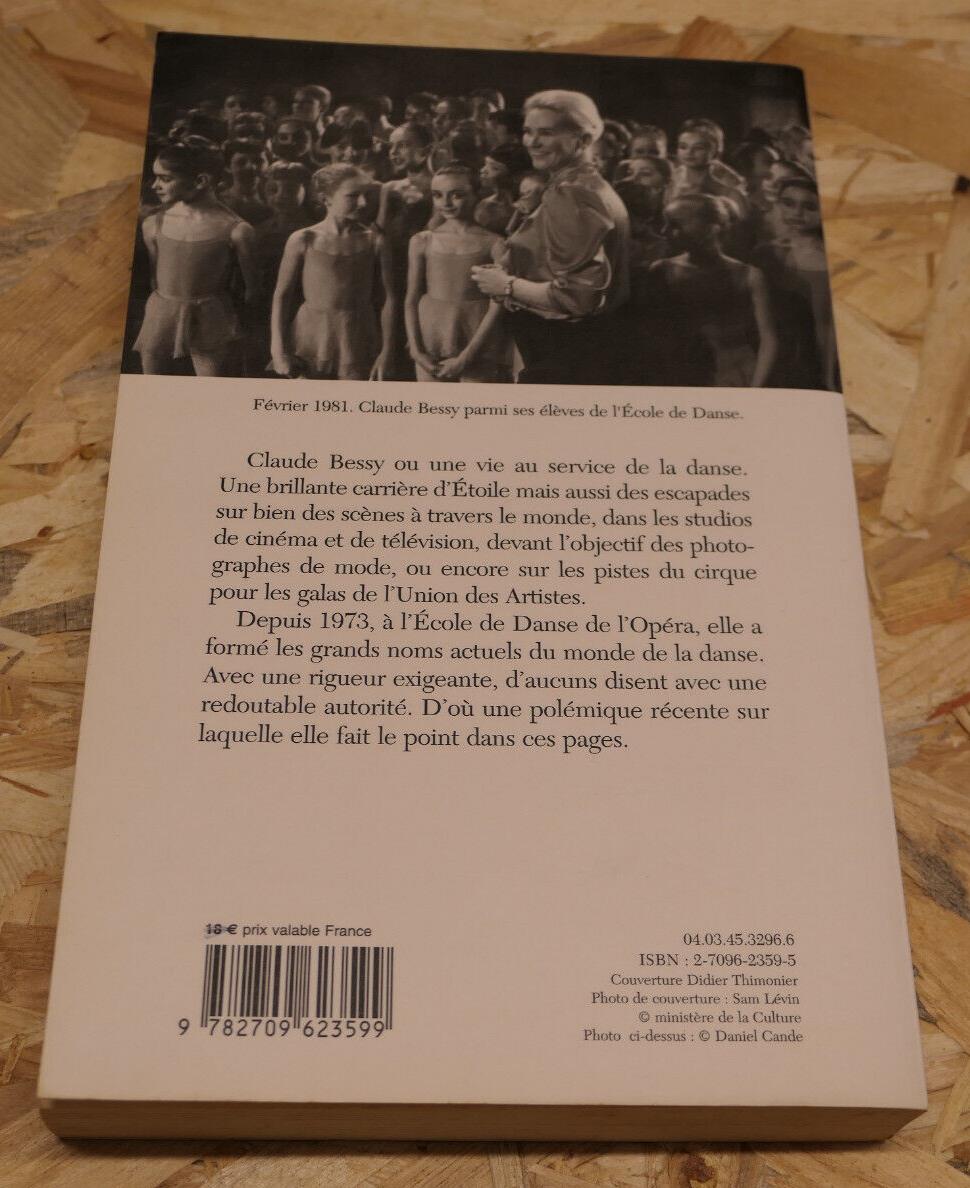 Février 1981. Claude Bessy parmi ses élèves de l'École de Danse.
Claude Bessy ou une vie au service de la danse.
Une brillante carrière d'Étoile mais aussi des escapades
sur bien des scènes à travers le monde, dans les studios
de cinéma et de télévision, devant l'objectif des photo-
graphes de mode, ou encore sur les pistes du cirque
pour les galas de l'Union des Artistes.
Depuis 1973, à l'École de Danse de l'Opéra, elle a
formé les grands noms actuels du monde de la danse.
Avec une rigueur exigeante, d'aucuns disent avec une
redoutable autorité. D'où une polémique récente sur
laquelle elle fait le point dans ces pages.
18 € prix valable France
9 782709 623599
04.03.45.3296.6
ISBN : 2-7096-2359-5
Couverture Didier Thimonier
Photo de couverture : Sam Lévin
© ministère de la Culture
Photo ci-dessus : © Daniel Cande